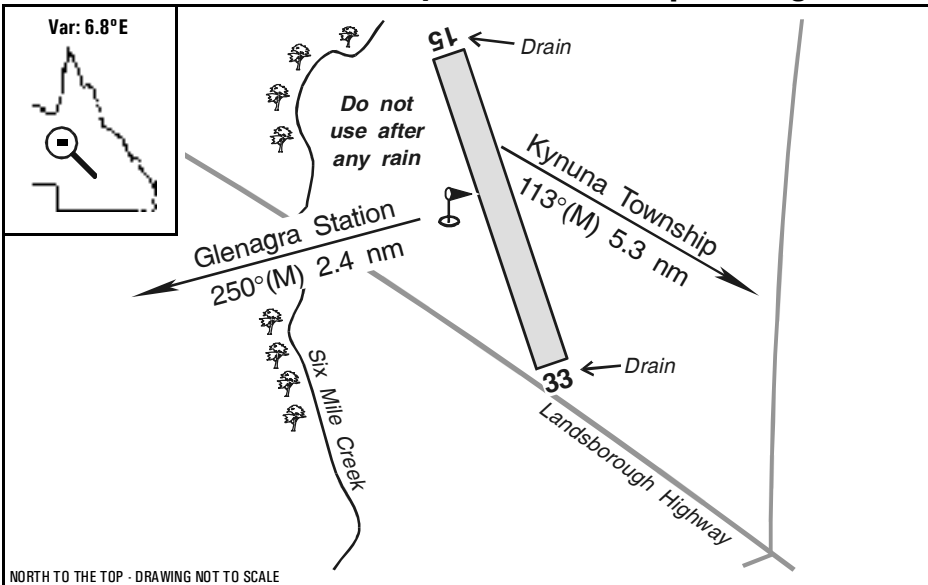 Var: 6.8°E
15
Drain
Do not
use after
any rain
Kynuna Township
113°(M) 5.3 nm
Glenagra Station
250°(M) 2.4 nm
Drain
33
Six Mile Creek
Landsborough Highway
NORTH TO THE TOP - DRAWING NOT TO SCALE